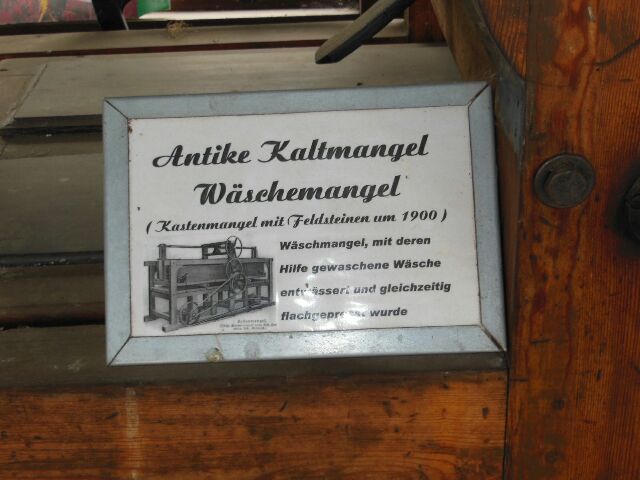 Antike Kaltmangel
Wäschemangel
( Kastenmangel mit Feldsteinen um 1900 )
Wäschmangel, mit deren
Hilfe gewaschene Wäsche
entwässert und gleichzeitig
flachgepresst wurde